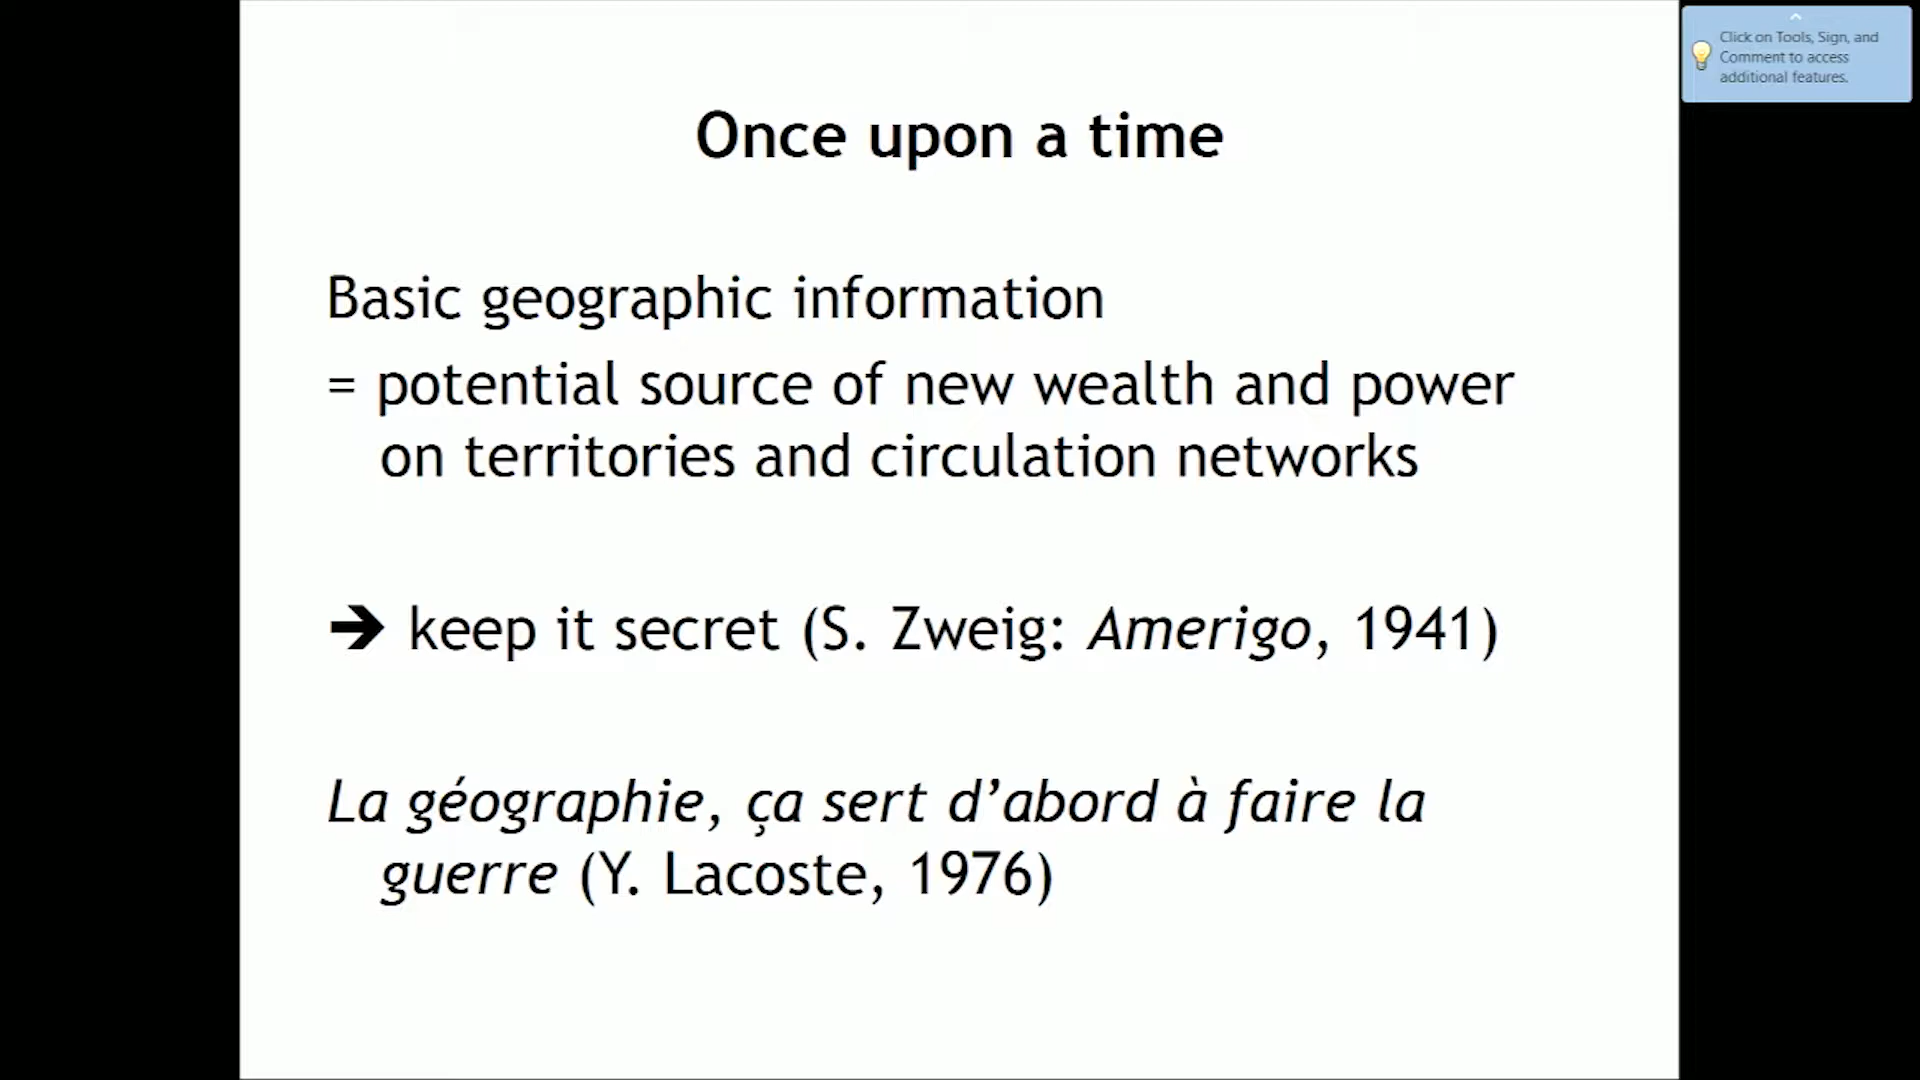 Click on Tools, Sign, and
Comment to access
additional features.
Once upon a time
Basic geographic information
= potential source of new wealth and power
on territories and circulation networks
➔ keep it secret (S. Zweig: Amerigo, 1941)
La géographie, ça sert d’abord à faire la
guerre (Y. Lacoste, 1976)